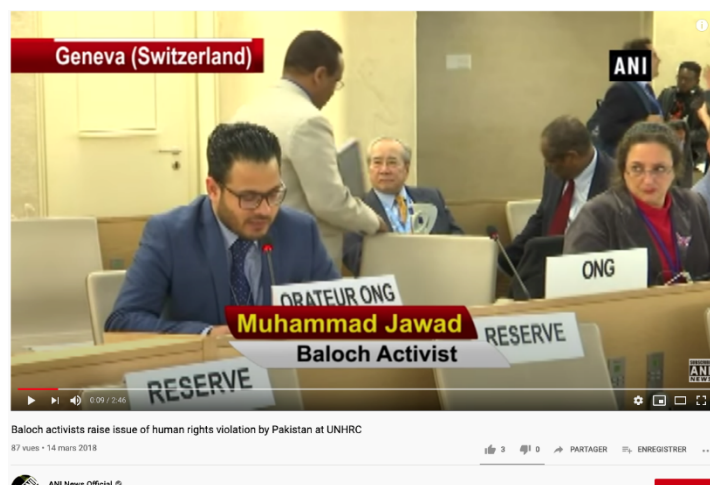 Geneva (Switzerland)
ANI
ONG
ORATEUR ONG
Muhammad Jawad
Baloch Activist
RESERVE
RESERVE
ANI
NEWS
0:09 / 2:46
Baloch activists raise issue of human rights violation by Pakistan at UNHRC
87 vues • 14 mars 2018
3
0
PARTAGER
ENREGISTRER
ANI News Official